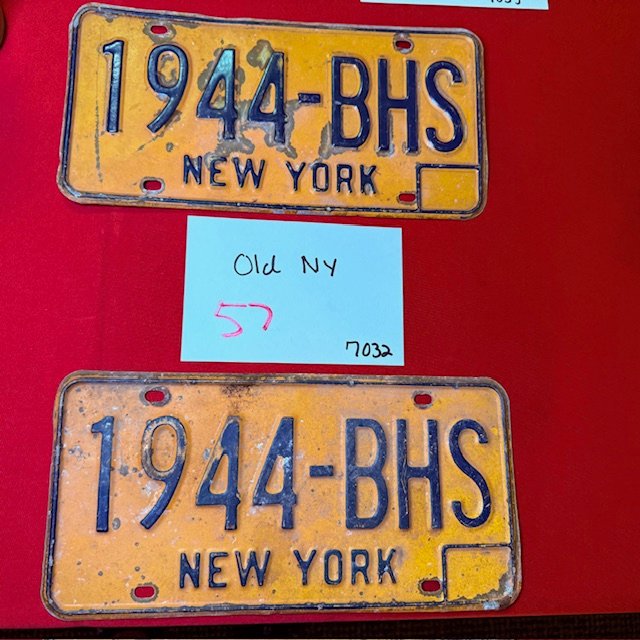 1944-BHS
NEW YORK
Old NY
57
7032
1944-BHS
NEW YORK